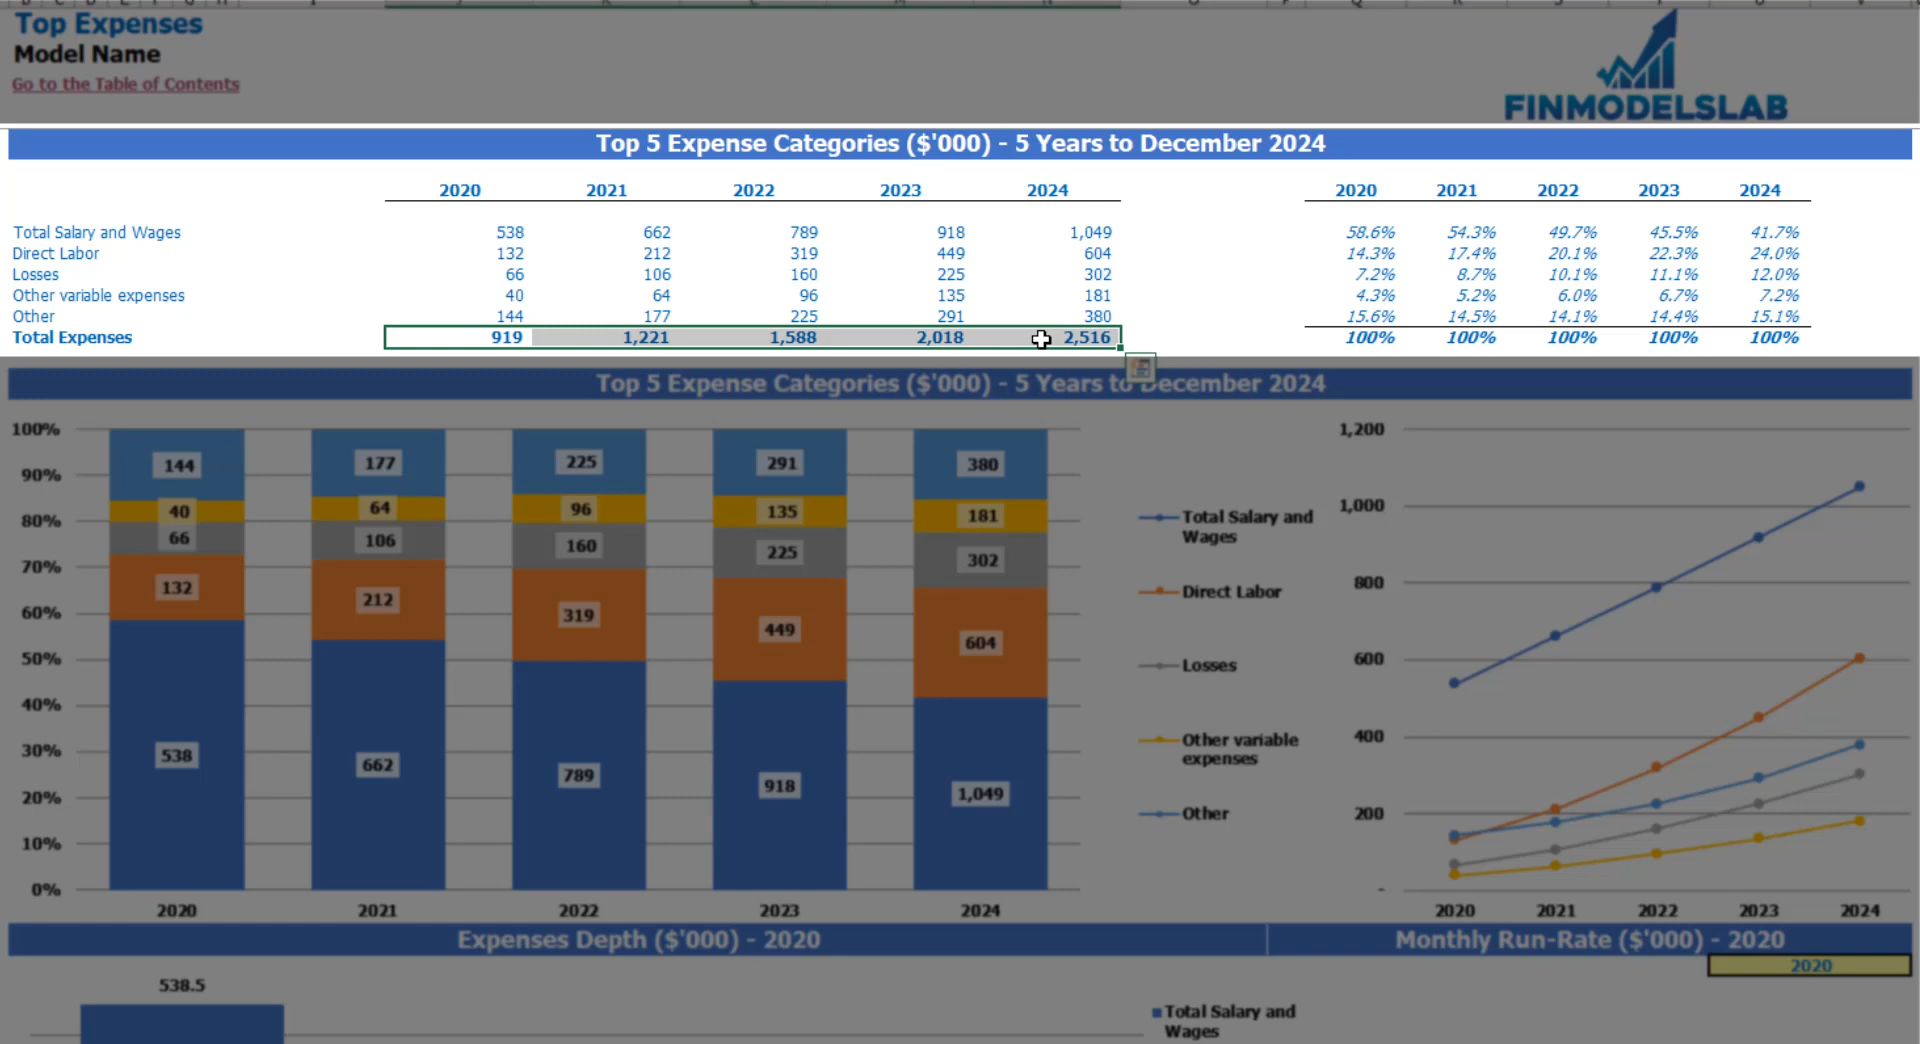 Top Expenses
Model Name
Go to the Table of Contents
FINMODELSLAB
Top 5 Expense Categories ($'000) - 5 Years to December 2024
2020 2021 2022 2023 2024 2020 2021 2022 2023 2024
Total Salary and Wages 538 662 789 918 1,049 58.6% 54.3% 49.7% 45.5% 41.7%
Direct Labor 132 212 319 449 604 14.3% 17.4% 20.1% 22.3% 24.0%
Losses 66 106 160 225 302 7.2% 8.7% 10.1% 11.1% 12.0%
Other variable expenses 40 64 96 135 181 4.3% 5.2% 6.0% 6.7% 7.2%
Other 144 177 225 291 380 15.6% 14.5% 14.1% 14.4% 15.1%
Total Expenses 919 1,221 1,588 2,018 2,516 100% 100% 100% 100% 100%
Top 5 Expense Categories ($'000) - 5 Years to December 2024
100%
90%
80%
70%
60%
50%
40%
30%
20%
10%
0%
144 177 225 291 380
40 64 96 135 181
66 106 160 225 302
132 212 319 449 604
538 662 789 918 1,049
2020 2021 2022 2023 2024
Total Salary and
Wages
Direct Labor
Losses
Other variable
expenses
Other
1,200
1,000
800
600
400
200
-
2020 2021 2022 2023 2024
Expenses Depth ($'000) - 2020
Monthly Run-Rate ($'000) - 2020
2020
538.5
Total Salary and
Wages